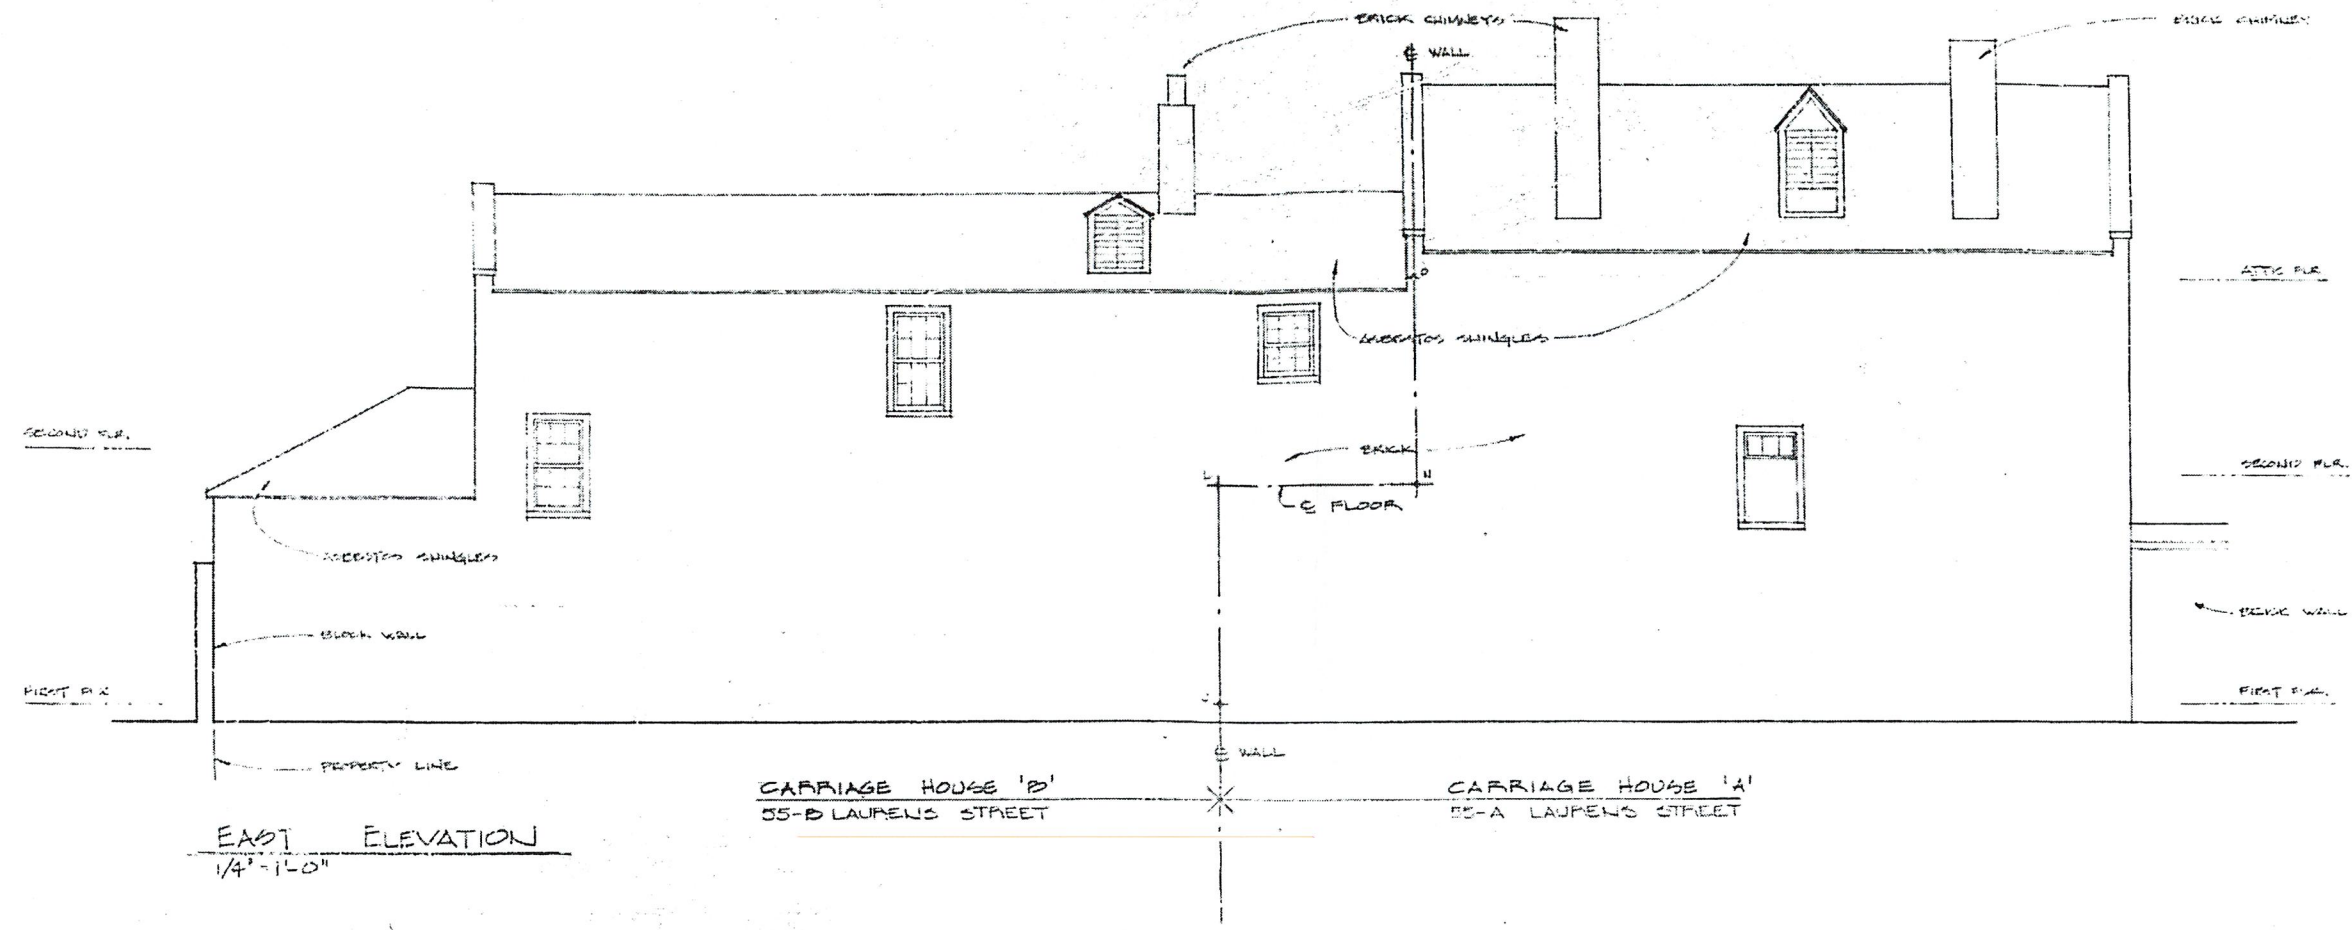 BRICK CHIMNEYS
BRICK CHIMNEY
℄ WALL
ATTIC FLR
ASBESTOS SHINGLES
SECOND FLR.
BRICK
L
N
O
SECOND FLR.
℄ FLOOR
ASBESTOS SHINGLES
BRICK WALL
BLOCK WALL
FIRST FLR
FIRST FLR.
J
℄ WALL
PROPERTY LINE
CARRIAGE HOUSE 'B'
55-B LAURENS STREET
CARRIAGE HOUSE 'A'
55-A LAURENS STREET
EAST ELEVATION
1/4"-1'-0"